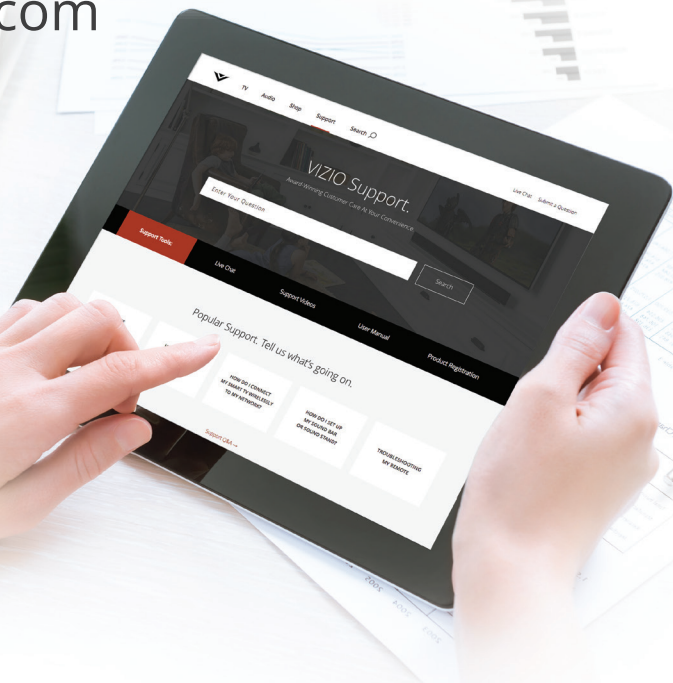 com
TV
Audio
Shop
Support
Search
Live Chat
Submit a Question
VIZIO Support.
Award Winning Customer Care At Your Convenience.
Enter Your Question
Search
Support Tools:
Live Chat
Support Videos
User Manual
Product Registration
Popular Support. Tell us what's going on.
HOW DO I CONNECT
MY SMART TV WIRELESSLY
TO MY NETWORK?
HOW DO I SET UP
MY SOUND BAR
OR SOUND STAND?
TROUBLESHOOTING
MY REMOTE
Support Q&A
2005
2004
2003